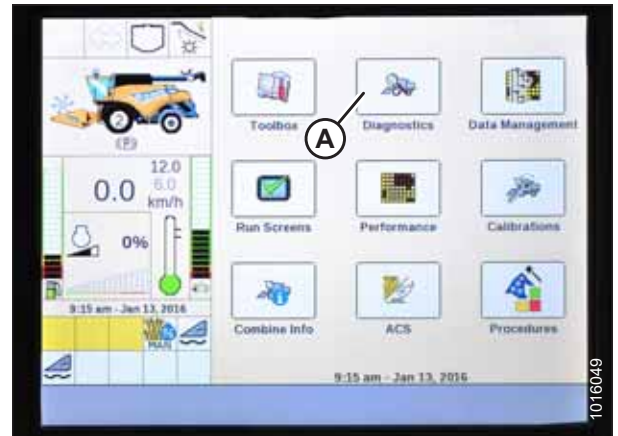 Toolbox
Diagnostics
Data Management
A
2
(P)
12.0
6.0
0.0
km/h
Run Screens
Performance
Calibrations
0%
9:15 am - Jan 13, 2016
MAN
Combine Info
ACS
Procedures
9:15 am - Jan 13, 2016
1016049